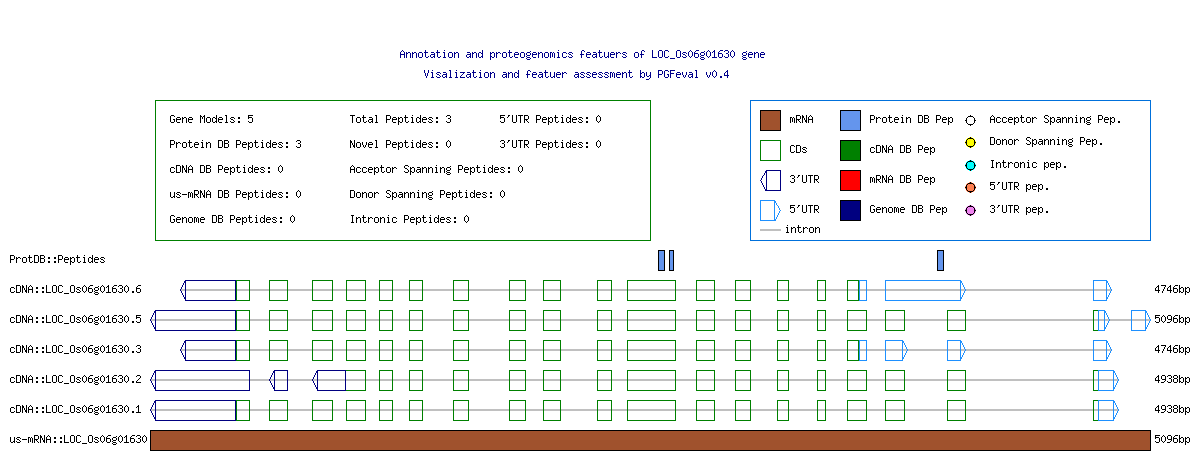 Annotation and proteogenomics featuers of LOC_Os06g01630 gene
Visalization and featuer assessment by PGFeval v0.4
Gene Models: 5 Total Peptides: 3 5'UTR Peptides: 0
Protein DB Peptides: 3 Novel Peptides: 0 3'UTR Peptides: 0
cDNA DB Peptides: 0 Acceptor Spanning Peptides: 0
us-mRNA DB Peptides: 0 Donor Spanning Peptides: 0
Genome DB Peptides: 0 Intronic Peptides: 0
mRNA Protein DB Pep Acceptor Spanning Pep.
CDs cDNA DB Pep Donor Spanning Pep.
3'UTR mRNA DB Pep Intronic pep.
5'UTR Genome DB Pep 5'UTR pep.
intron 3'UTR pep.
ProtDB::Peptides
cDNA::LOC_Os06g01630.6 4746bp
cDNA::LOC_Os06g01630.5 5096bp
cDNA::LOC_Os06g01630.3 4746bp
cDNA::LOC_Os06g01630.2 4938bp
cDNA::LOC_Os06g01630.1 4938bp
us-mRNA::LOC_Os06g01630 5096bp